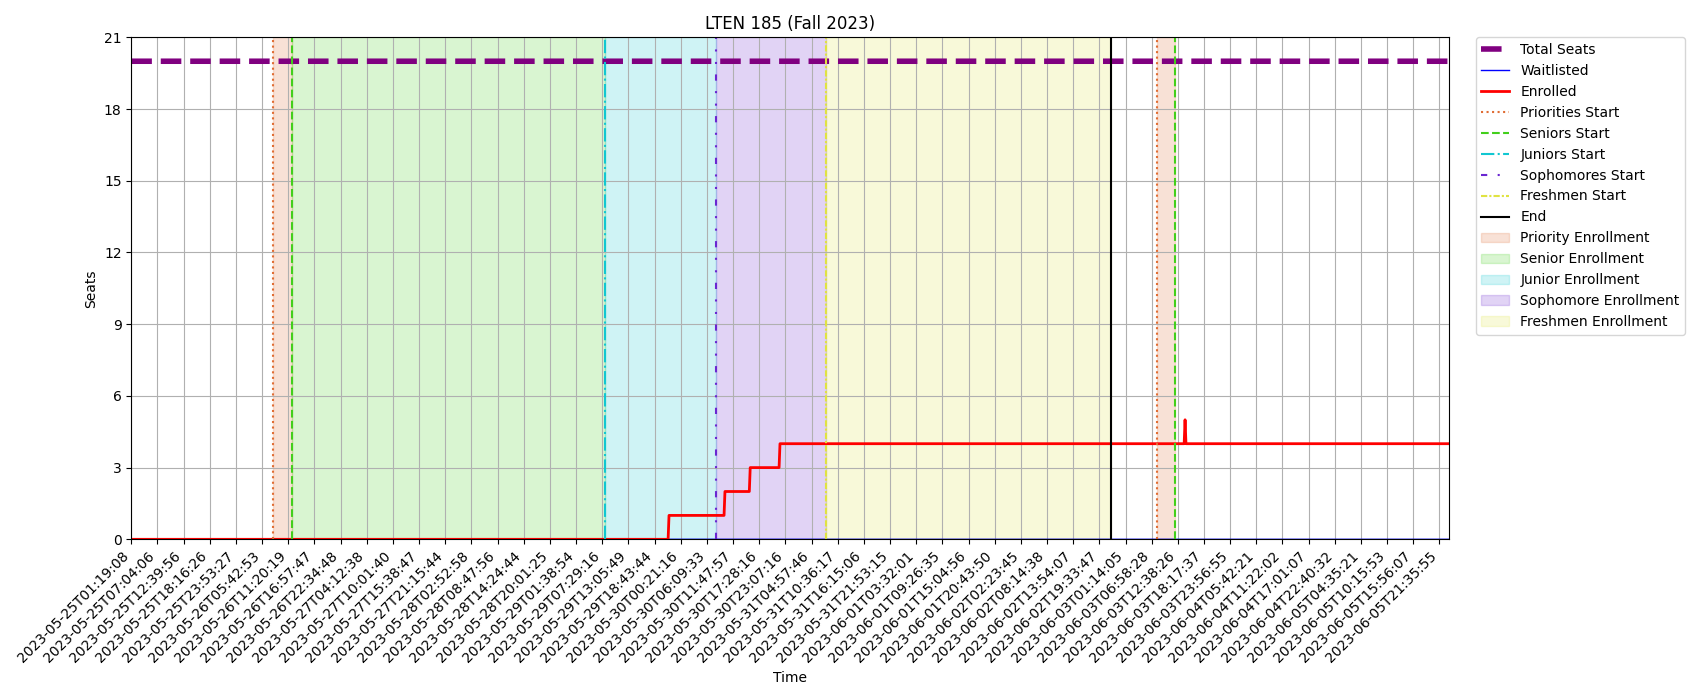 LTEN 185 (Fall 2023)
21
18
15
12
9
6
3
0
Seats
2023-05-25T01:19:08
2023-05-25T07:04:06
2023-05-25T12:39:56
2023-05-25T18:16:26
2023-05-25T23:53:27
2023-05-26T05:42:53
2023-05-26T11:20:19
2023-05-26T16:57:47
2023-05-26T22:34:48
2023-05-27T04:12:38
2023-05-27T10:01:40
2023-05-27T15:38:47
2023-05-27T21:15:44
2023-05-28T02:52:58
2023-05-28T08:47:56
2023-05-28T14:24:44
2023-05-28T20:01:25
2023-05-29T01:38:54
2023-05-29T07:29:16
2023-05-29T13:05:49
2023-05-29T18:43:44
2023-05-30T00:21:16
2023-05-30T06:09:33
2023-05-30T11:47:57
2023-05-30T17:28:16
2023-05-30T23:07:16
2023-05-31T04:57:46
2023-05-31T10:36:17
2023-05-31T16:15:06
2023-05-31T21:53:15
2023-06-01T03:32:01
2023-06-01T09:26:35
2023-06-01T15:04:56
2023-06-01T20:43:50
2023-06-02T02:23:45
2023-06-02T08:14:38
2023-06-02T13:54:07
2023-06-02T19:33:47
2023-06-03T01:14:05
2023-06-03T06:58:28
2023-06-03T12:38:26
2023-06-03T18:17:37
2023-06-03T23:56:55
2023-06-04T05:42:21
2023-06-04T11:22:02
2023-06-04T17:01:07
2023-06-04T22:40:32
2023-06-05T04:35:21
2023-06-05T10:15:53
2023-06-05T15:56:07
2023-06-05T21:35:55
Time
Total Seats
Waitlisted
Enrolled
Priorities Start
Seniors Start
Juniors Start
Sophomores Start
Freshmen Start
End
Priority Enrollment
Senior Enrollment
Junior Enrollment
Sophomore Enrollment
Freshmen Enrollment